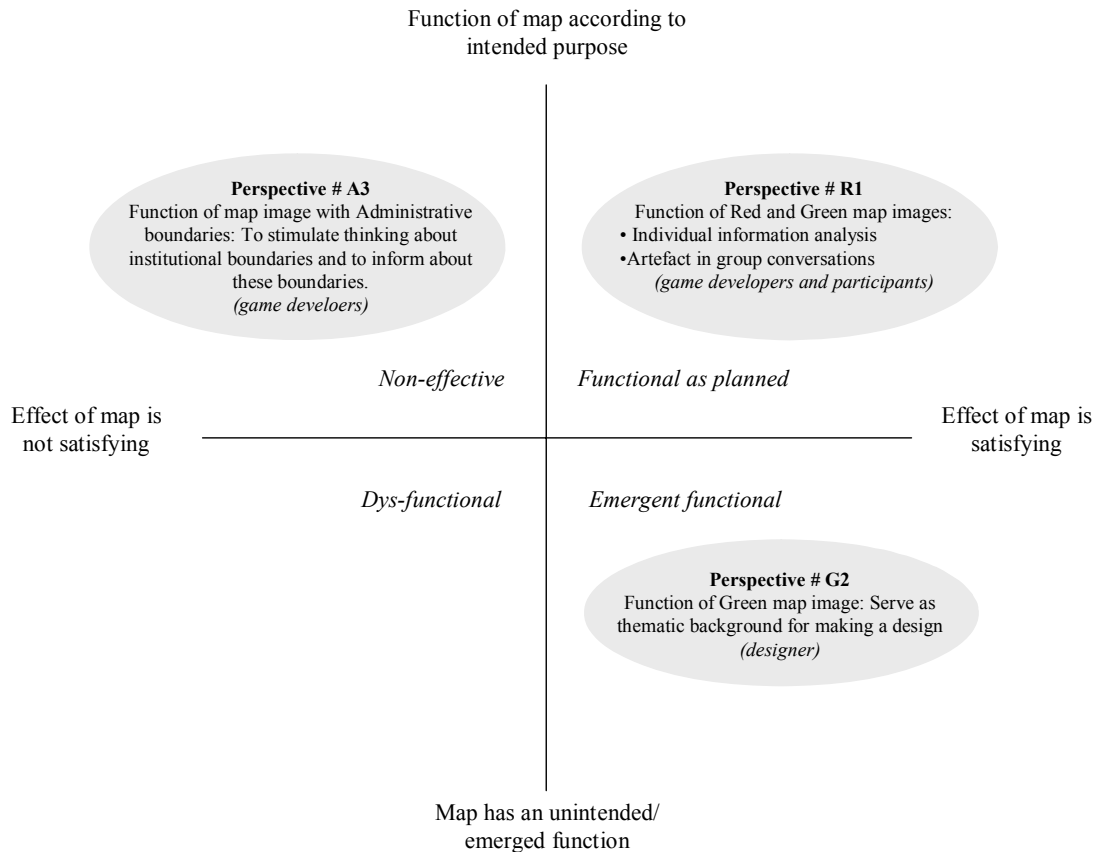 Function of map according to
intended purpose
Perspective # A3
Function of map image with Administrative
boundaries: To stimulate thinking about
institutional boundaries and to inform about
these boundaries.
(game develoers)
Perspective # R1
Function of Red and Green map images:
• Individual information analysis
•Artefact in group conversations
(game developers and participants)
Non-effective
Functional as planned
Effect of map is
not satisfying
Effect of map is
satisfying
Dys-functional
Emergent functional
Perspective # G2
Function of Green map image: Serve as
thematic background for making a design
(designer)
Map has an unintended/
emerged function